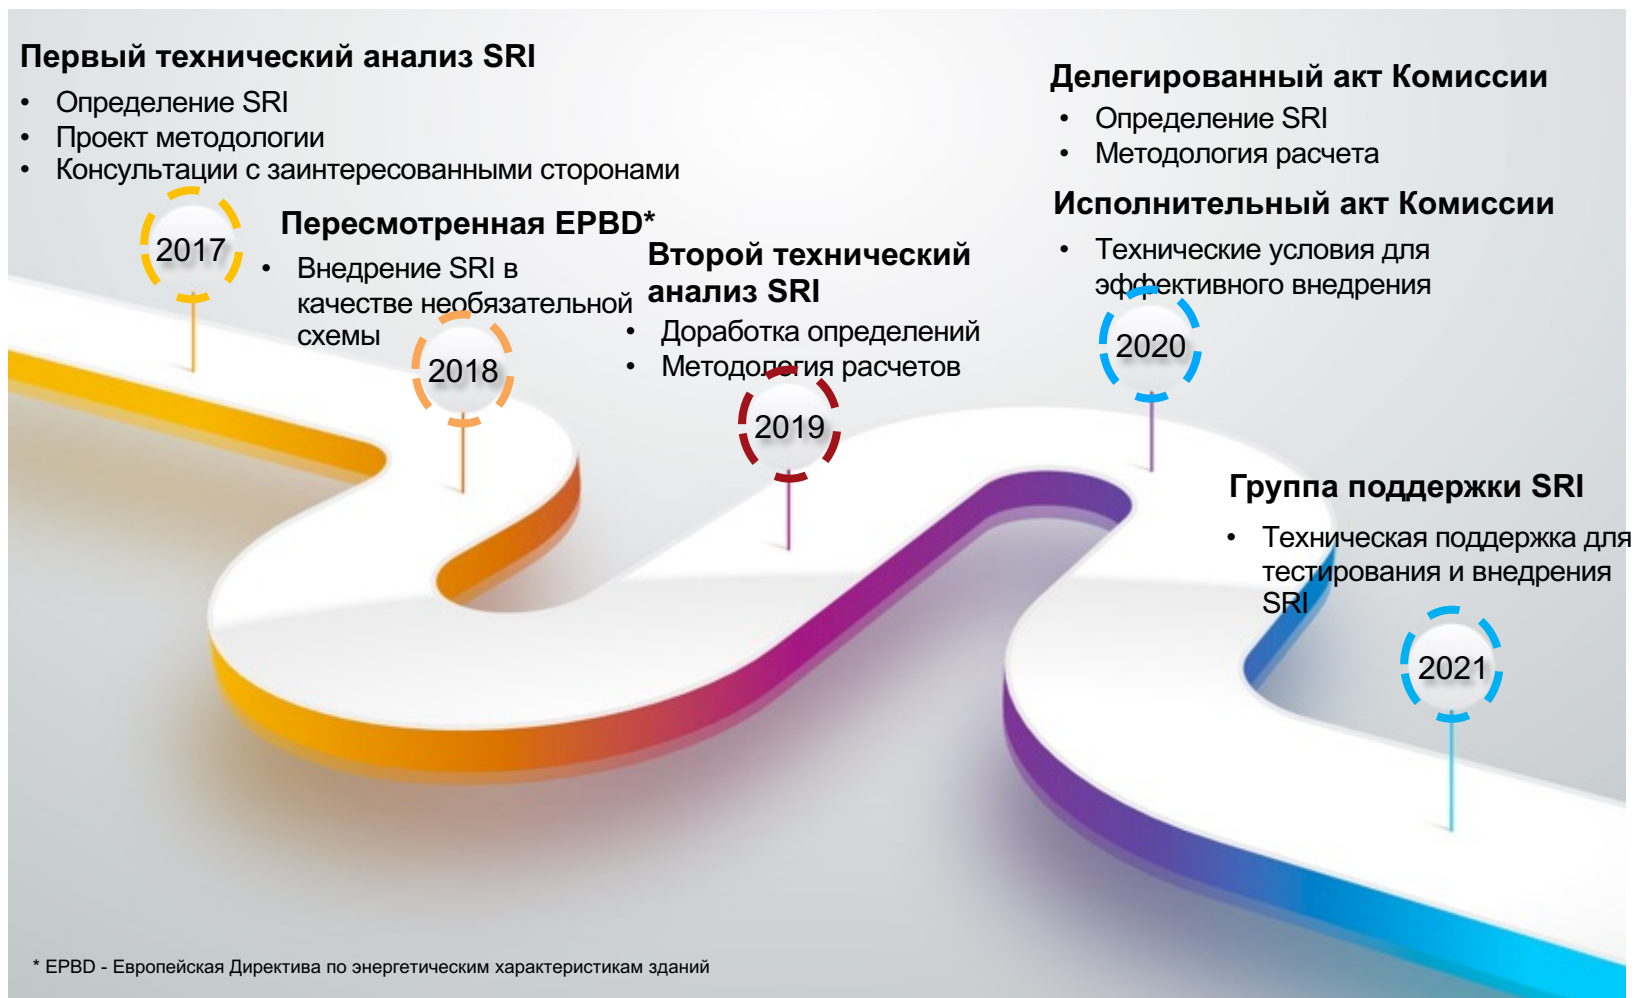 Первый технический анализ SRI
• Определение SRI
• Проект методологии
• Консультации с заинтересованными сторонами
2017
Пересмотренная EPBD*
• Внедрение SRI в
качестве необязательной
схемы
2018
Второй технический
анализ SRI
• Доработка определений
• Методология расчетов
2019
Делегированный акт Комиссии
• Определение SRI
• Методология расчета
Исполнительный акт Комиссии
• Технические условия для
эффективного внедрения
2020
Группа поддержки SRI
• Техническая поддержка для
тестирования и внедрения
SRI
2021
* EPBD - Европейская Директива по энергетическим характеристикам зданий